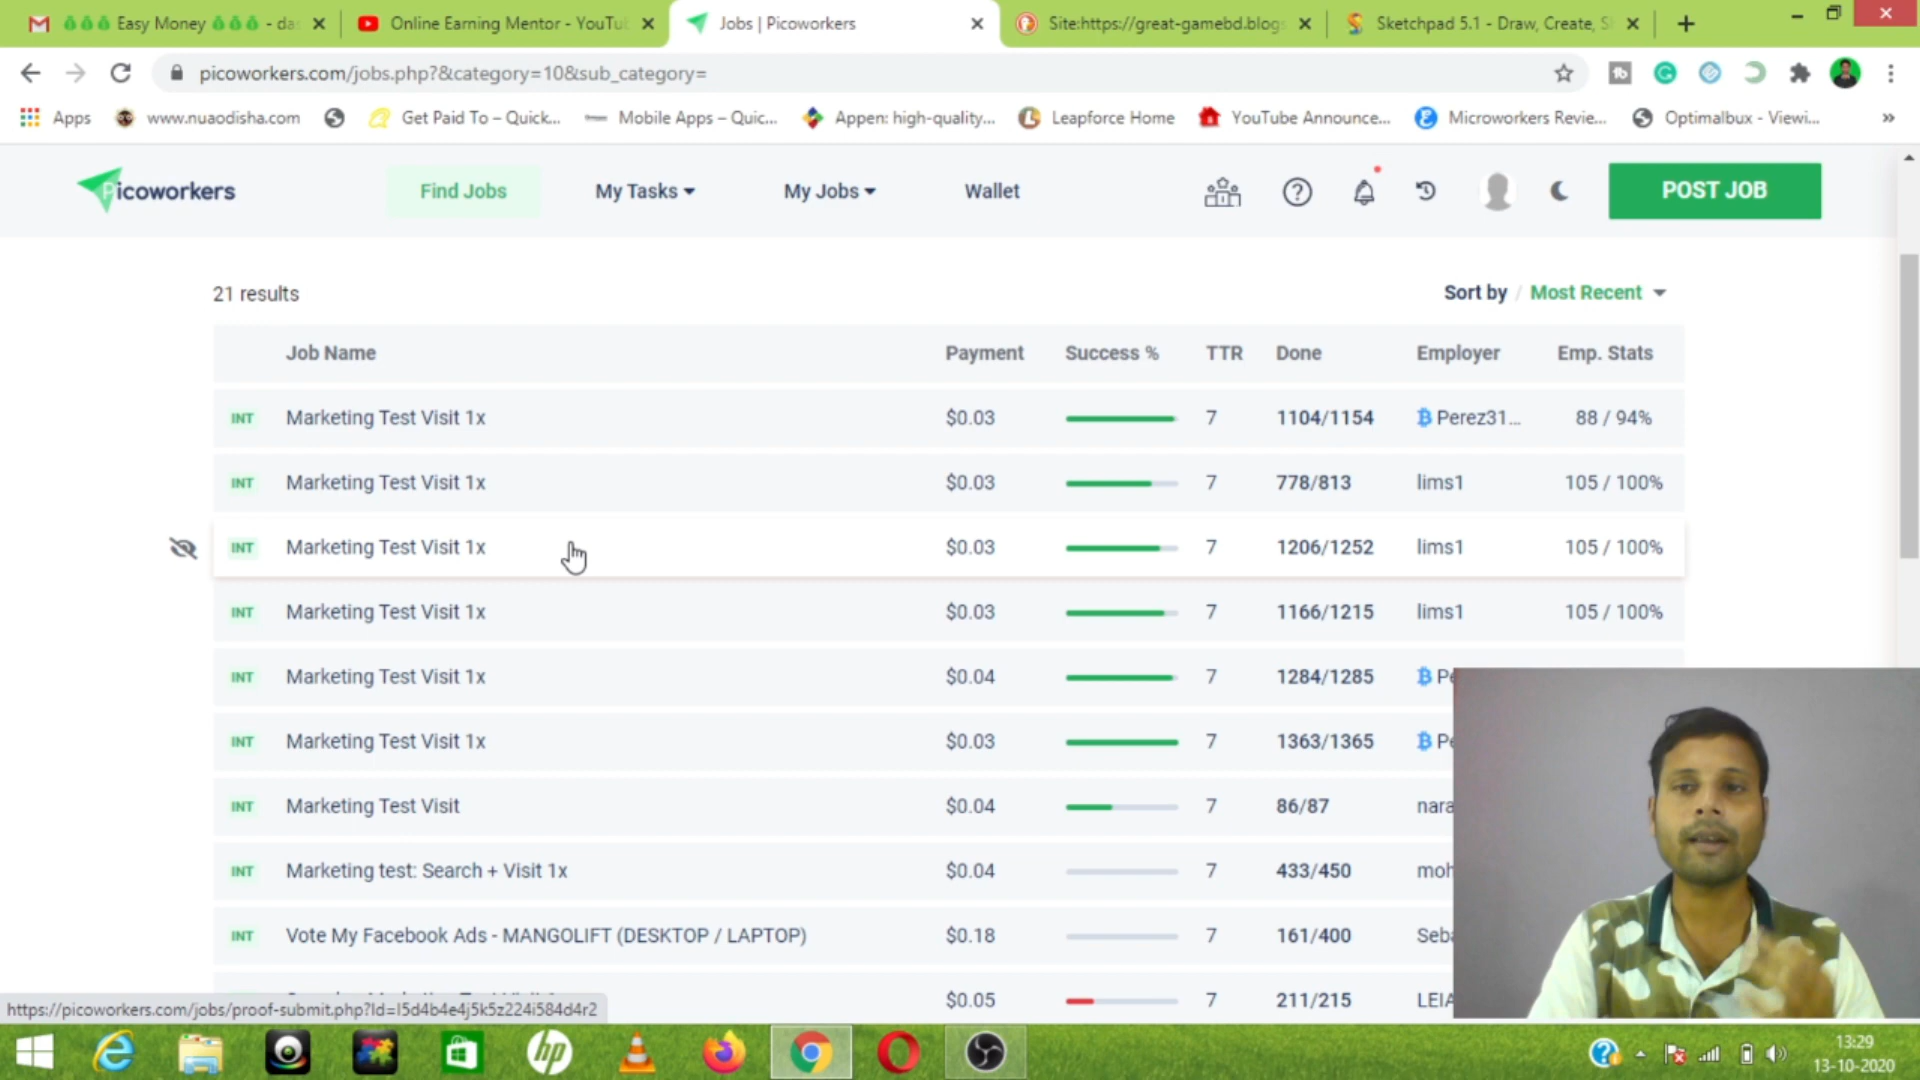 Easy Money - das
Online Earning Mentor - YouTu
Jobs | Picoworkers
Site:https://great-gamebd.blogs
Sketchpad 5.1 - Draw, Create, S
picoworkers.com/jobs.php?&category=10&sub_category=
Apps
www.nuaodisha.com
Get Paid To – Quick...
Mobile Apps – Quic...
Appen: high-quality...
Leapforce Home
YouTube Announce...
Microworkers Revie...
Optimalbux - Viewi...
»
Picoworkers
Find Jobs
My Tasks
My Jobs
Wallet
POST JOB
21 results
Sort by / Most Recent
Job Name Payment Success % TTR Done Employer Emp. Stats
INT Marketing Test Visit 1x $0.03 7 1104/1154 Perez31... 88 / 94%
INT Marketing Test Visit 1x $0.03 7 778/813 lims1 105 / 100%
INT Marketing Test Visit 1x $0.03 7 1206/1252 lims1 105 / 100%
INT Marketing Test Visit 1x $0.03 7 1166/1215 lims1 105 / 100%
INT Marketing Test Visit 1x $0.04 7 1284/1285 Pe
INT Marketing Test Visit 1x $0.03 7 1363/1365 Pe
INT Marketing Test Visit $0.04 7 86/87 nara
INT Marketing test: Search + Visit 1x $0.04 7 433/450 moh
INT Vote My Facebook Ads - MANGOLIFT (DESKTOP / LAPTOP) $0.18 7 161/400 Seba
$0.05 7 211/215 LEIA
https://picoworkers.com/jobs/proof-submit.php?Id=I5d4b4e4j5k5z224i584d4r2
hp
13:29
13-10-2020